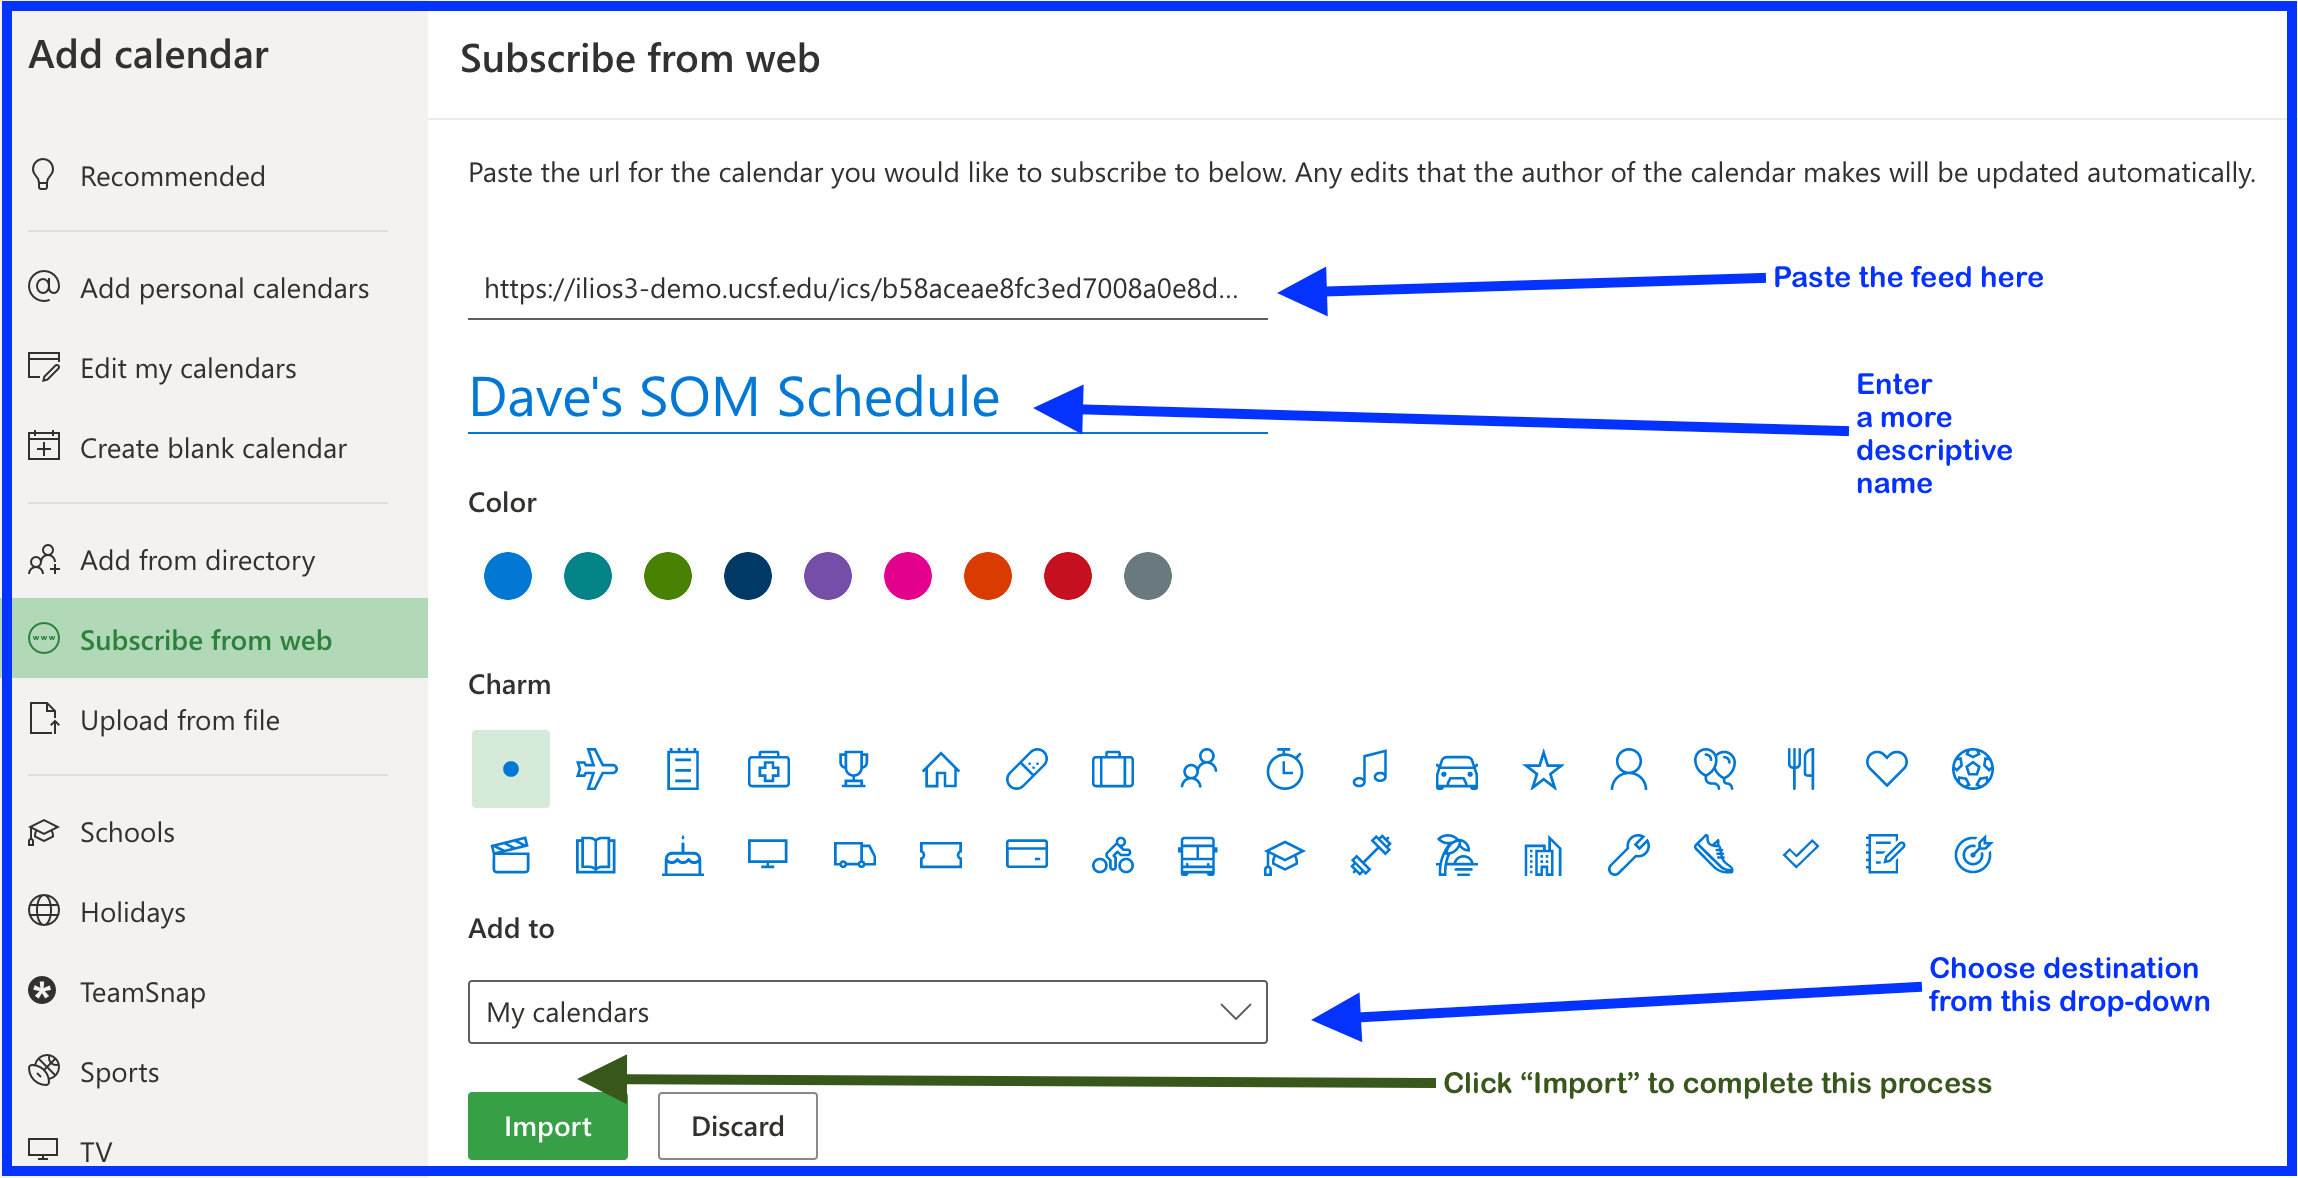 Add calendar
Recommended
Add personal calendars
Edit my calendars
Create blank calendar
Add from directory
www
Subscribe from web
Upload from file
Schools
Holidays
TeamSnap
Sports
TV
Subscribe from web
Paste the url for the calendar you would like to subscribe to below. Any edits that the author of the calendar makes will be updated automatically.
https://ilios3-demo.ucsf.edu/ics/b58aceae8fc3ed7008a0e8d...
Paste the feed here
Dave's SOM Schedule
Enter
a more
descriptive
name
Color
Charm
Add to
My calendars
Choose destination
from this drop-down
Click “Import” to complete this process
Import
Discard